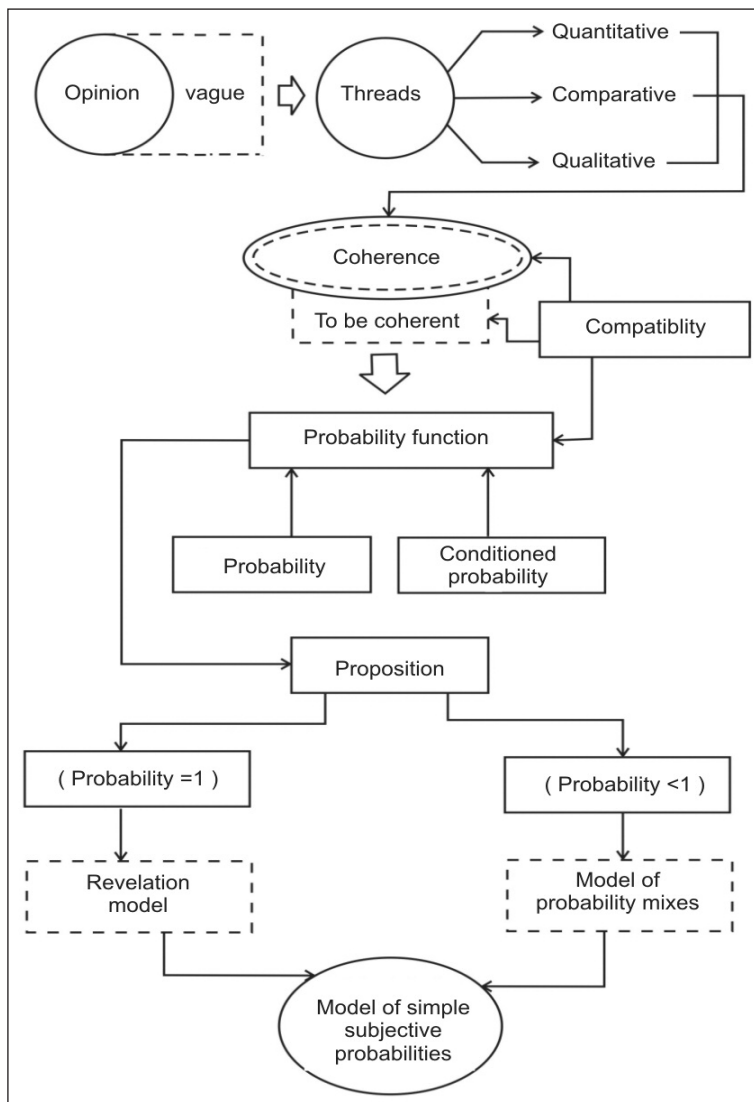 Opinion
vague
Threads
Quantitative
Comparative
Qualitative
Coherence
To be coherent
Compatiblity
Probability function
Probability
Conditioned
probability
Proposition
( Probability =1 )
( Probability <1 )
Revelation
model
Model of
probability mixes
Model of simple
subjective
probabilities